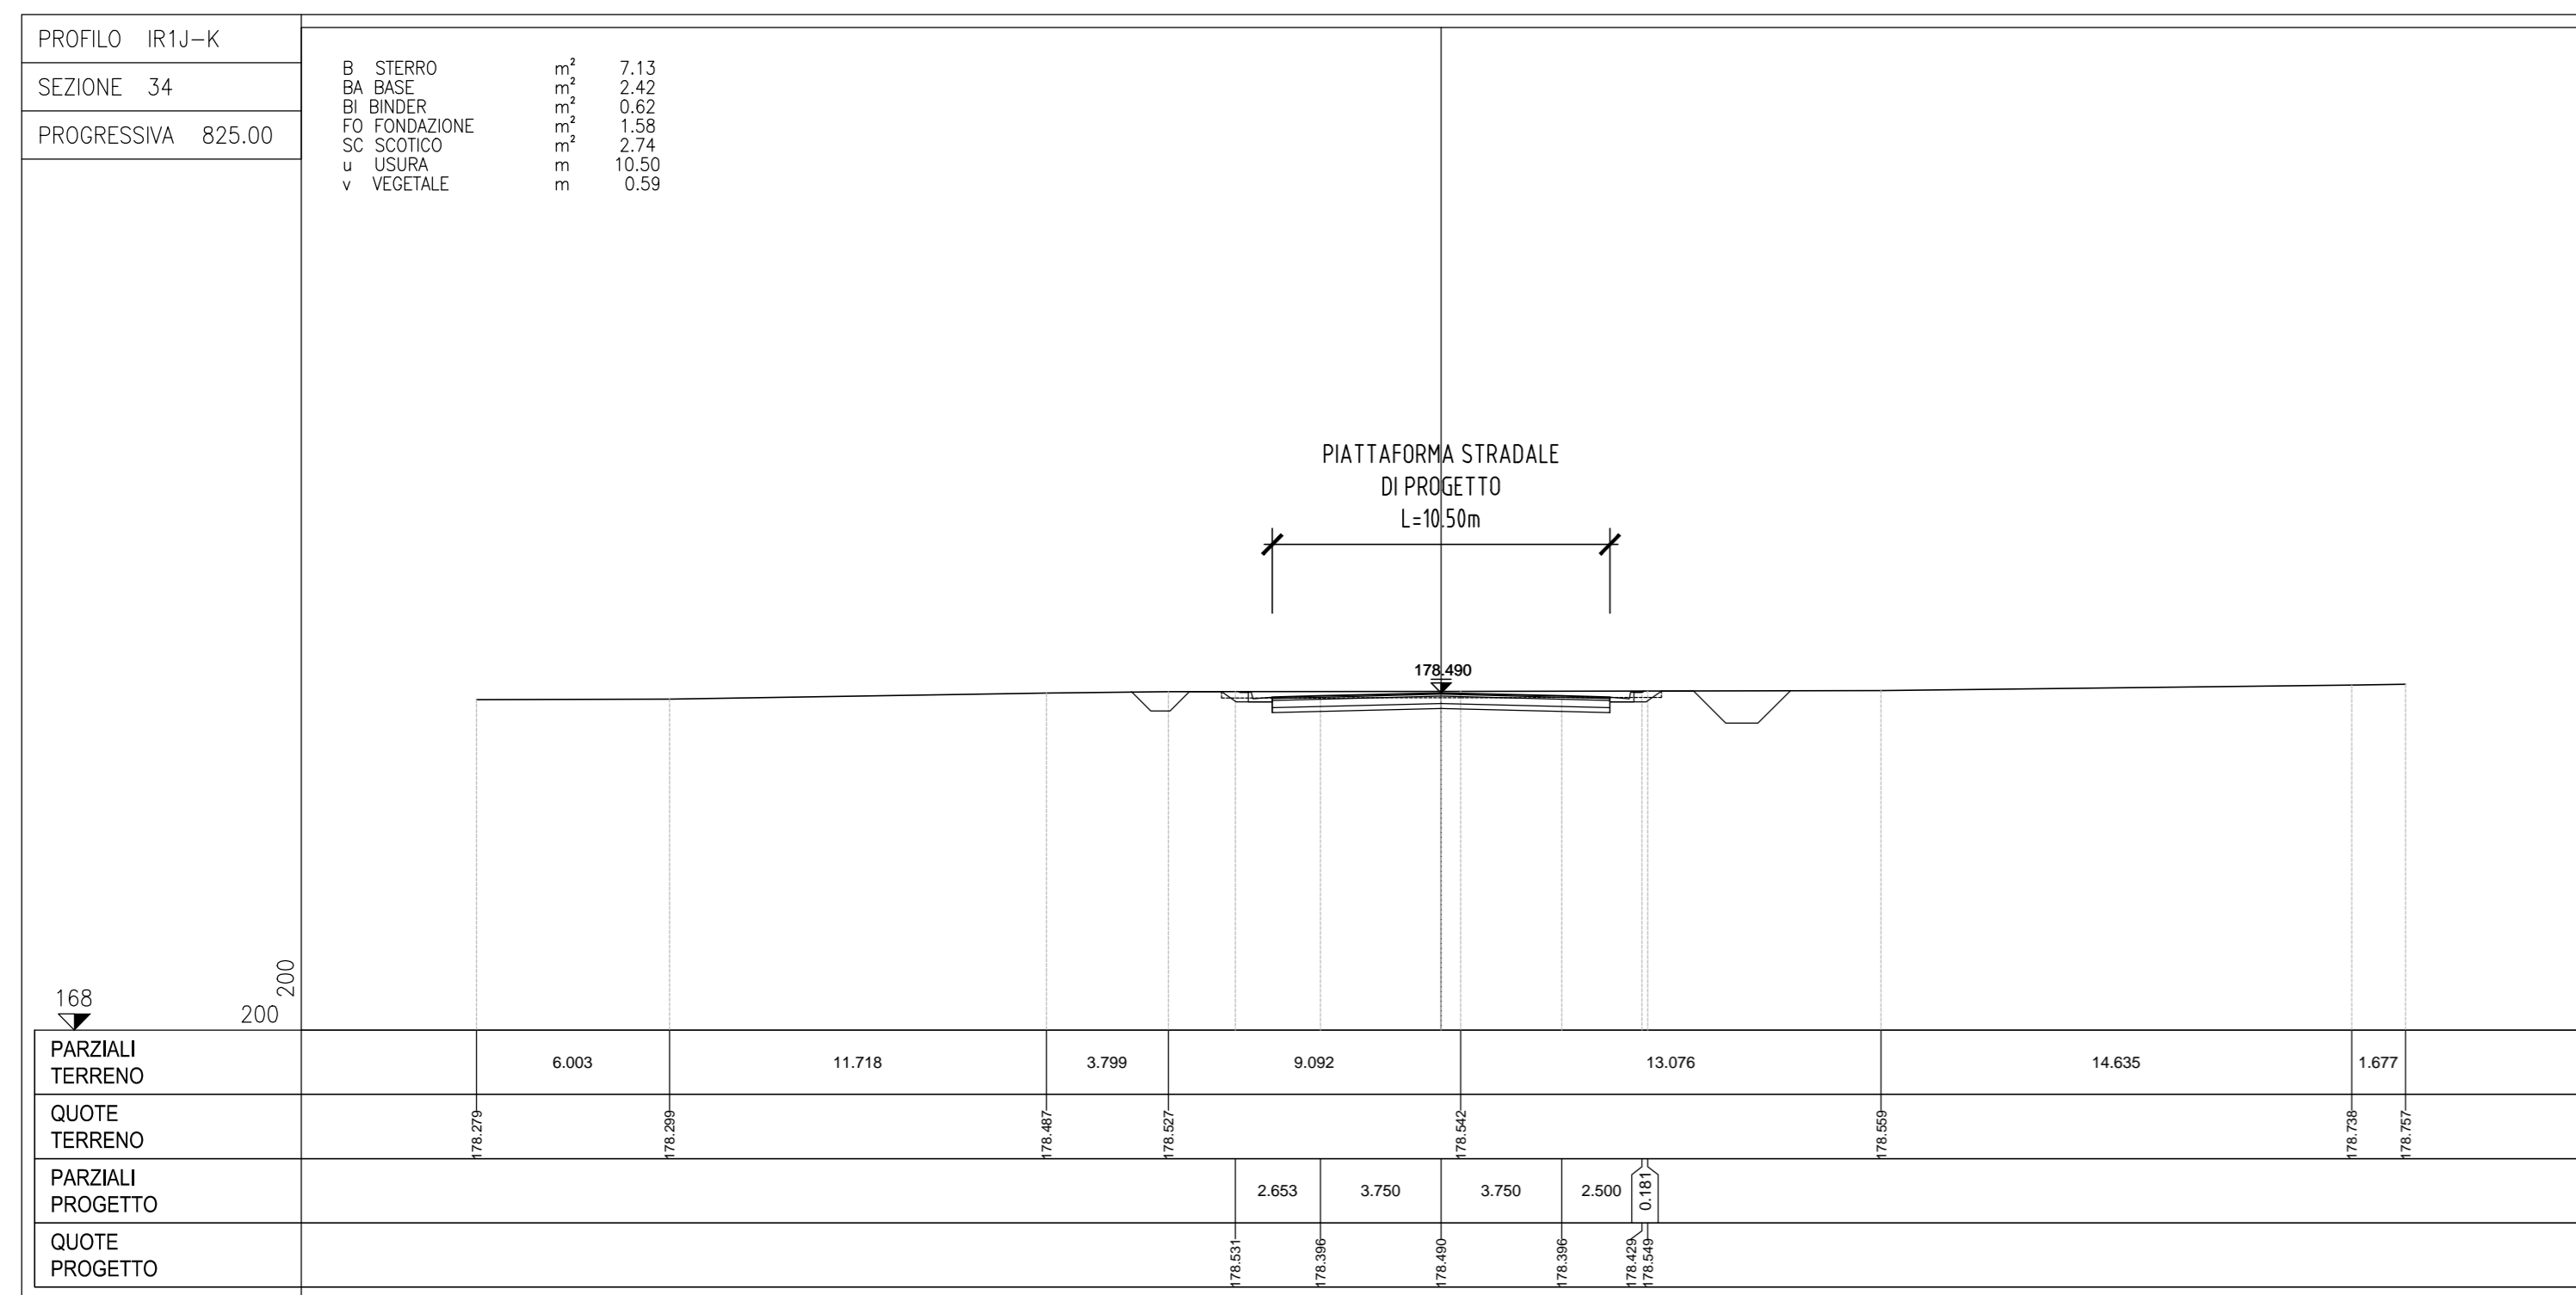 PROFILO IR1J-K
SEZIONE 34
PROGRESSIVA 825.00
B STERRO m² 7.13
BA BASE m² 2.42
BI BINDER m² 0.62
FO FONDAZIONE m² 1.58
SC SCOTICO m² 2.74
u USURA m 10.50
v VEGETALE m 0.59
PIATTAFORMA STRADALE
DI PROGETTO
L=10.50m
178.490
168
200
200
PARZIALI
TERRENO
6.003 11.718 3.799 9.092 13.076 14.635 1.677
QUOTE
TERRENO
178.279 178.299 178.487 178.527 178.542 178.559 178.738 178.757
PARZIALI
PROGETTO
2.653 3.750 3.750 2.500 0.181
QUOTE
PROGETTO
178.531 178.396 178.490 178.396 178.429 178.549